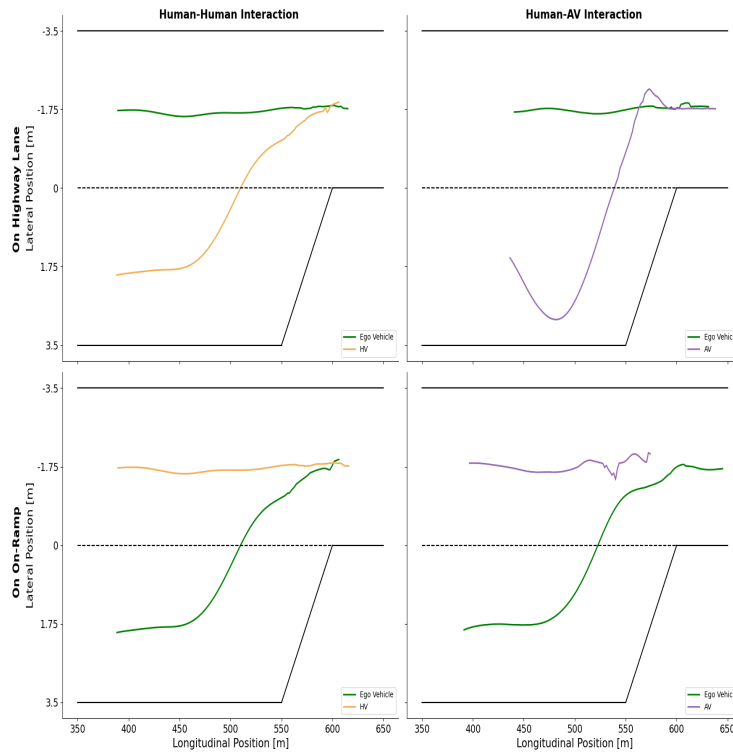 Human-Human Interaction
Human-AV Interaction
On Highway Lane
Lateral Position [m]
-3.5
-1.75
0
1.75
3.5
Ego Vehicle
HV
Ego Vehicl
AV
On On-Ramp
Lateral Position [m]
-3.5
-1.75
0
1.75
3.5
Ego Vehicle
HV
Ego Vehicl
AV
350 400 450 500 550 600 650
350 400 450 500 550 600 650
Longitudinal Position [m]
Longitudinal Position [m]